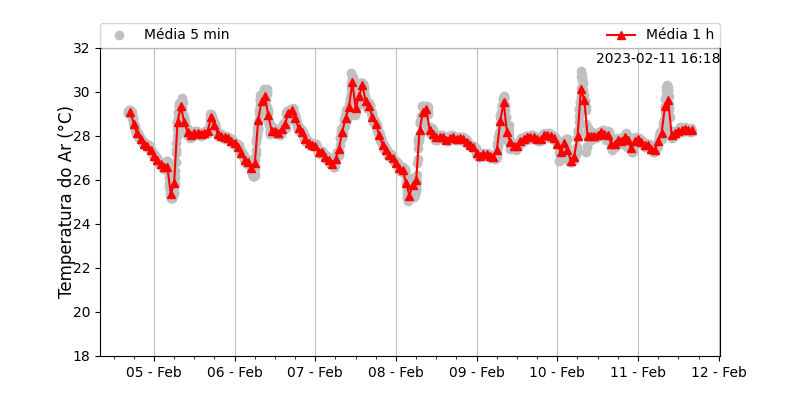 Média 5 min
Média 1 h
2023-02-11 16:18
Temperatura do Ar (°C)
32
30
28
26
24
22
20
18
05 - Feb
06 - Feb
07 - Feb
08 - Feb
09 - Feb
10 - Feb
11 - Feb
12 - Feb